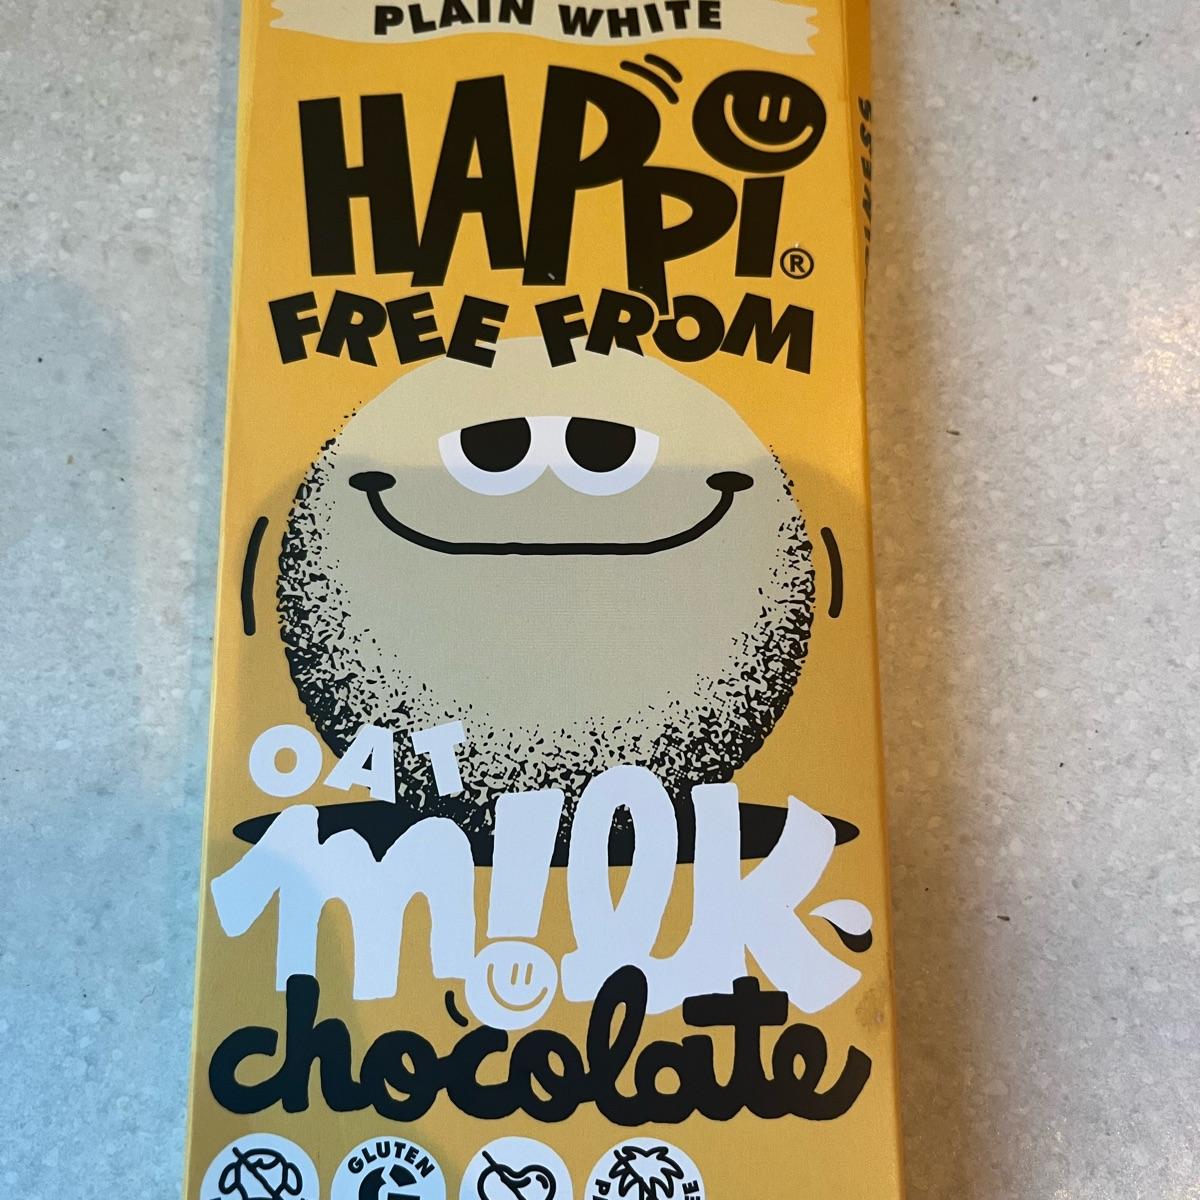 PLAIN WHITE
HAPPi®
FREE FROM
OAT
m!lk
chocolate
GLUTEN